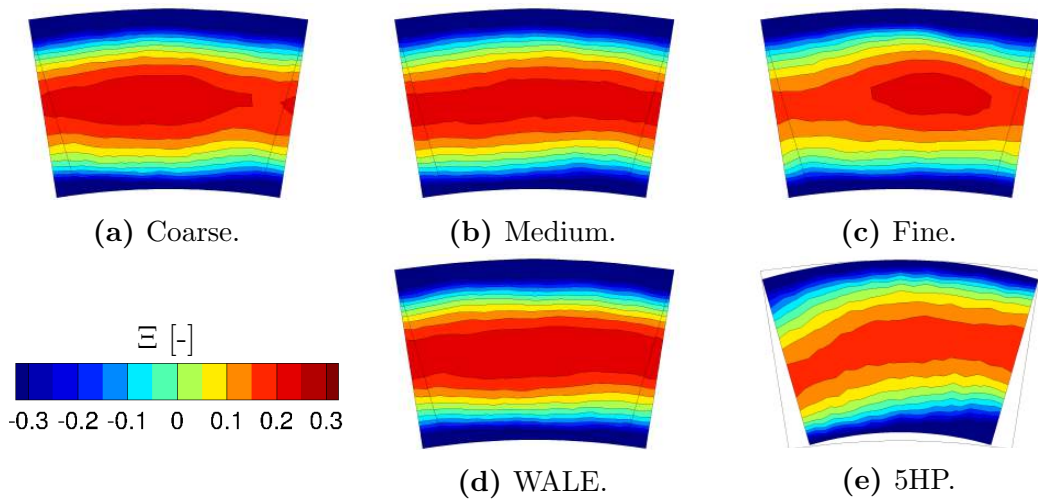 (a) Coarse.
(b) Medium.
(c) Fine.
Ξ [-]
-0.3 -0.2 -0.1 0 0.1 0.2 0.3
(d) WALE.
(e) 5HP.